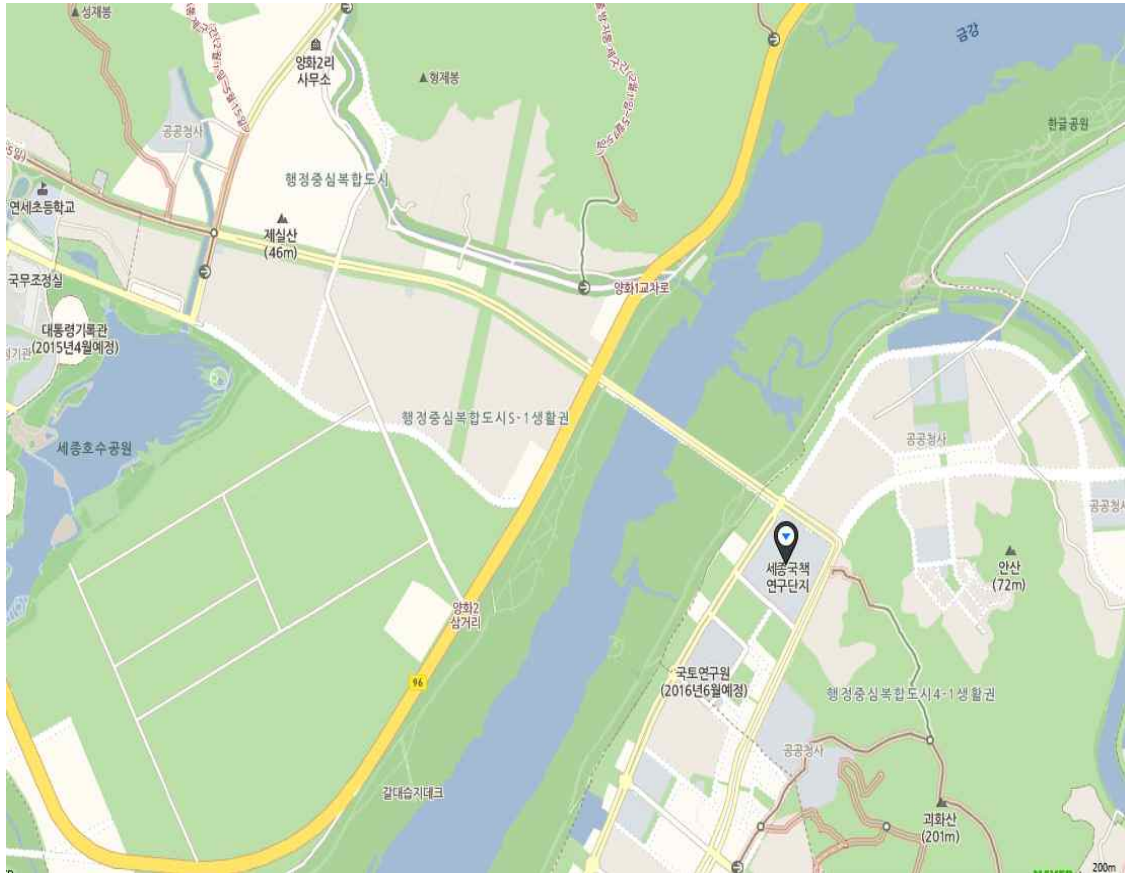 성재봉
양화2리
사무소
형제봉
금강
공공청사
한글공원
행정중심복합도시
연세초등학교
제실산
(46m)
국무조정실
양화1교차로
대통령기록관
(2015년4월예정)
행정중심복합도시S-1생활권
세종호수공원
공공청사
공공청사
세종국책
연구단지
안산
(72m)
양화2
삼거리
국토연구원
(2016년6월예정)
96
행정중심복합도시4-1생활권
공공청사
갈대습지데크
괴화산
(201m)
200m